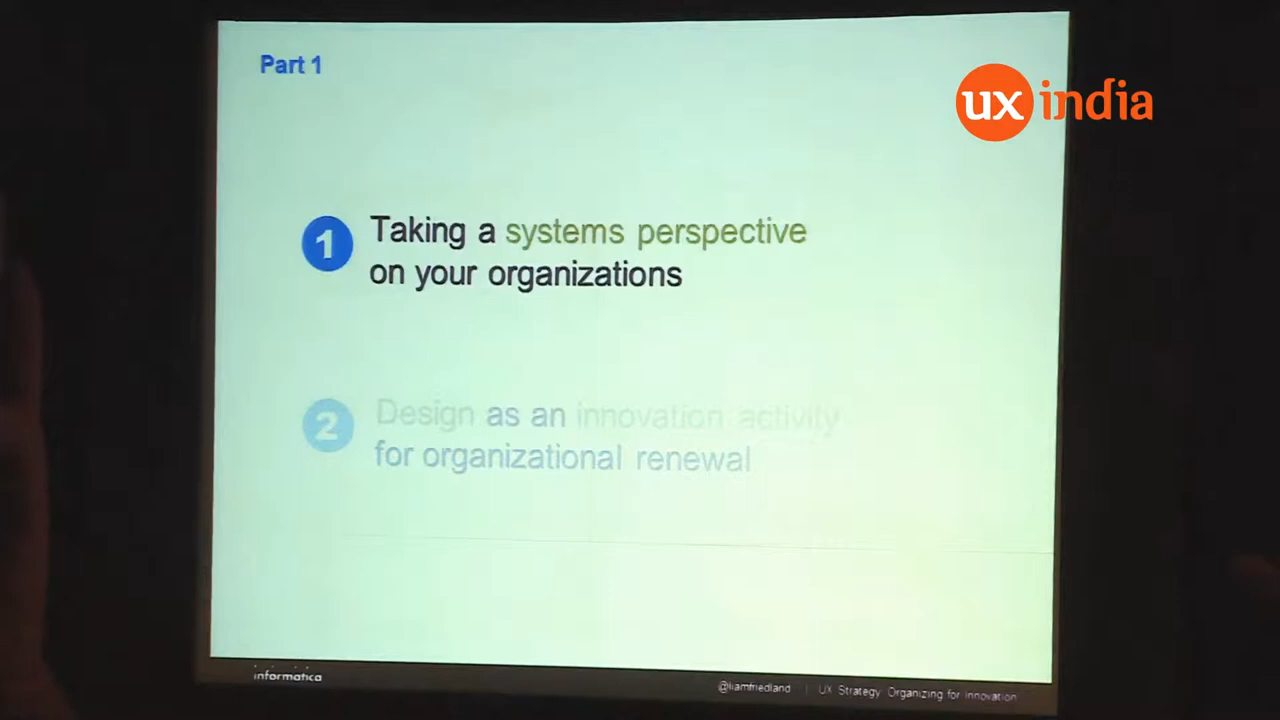 Part 1
ux india
1 Taking a systems perspective
on your organizations
2 Design as an innovation activity
for organizational renewal
informatica
@liamfriedland | UX Strategy: Organizing for Innovation